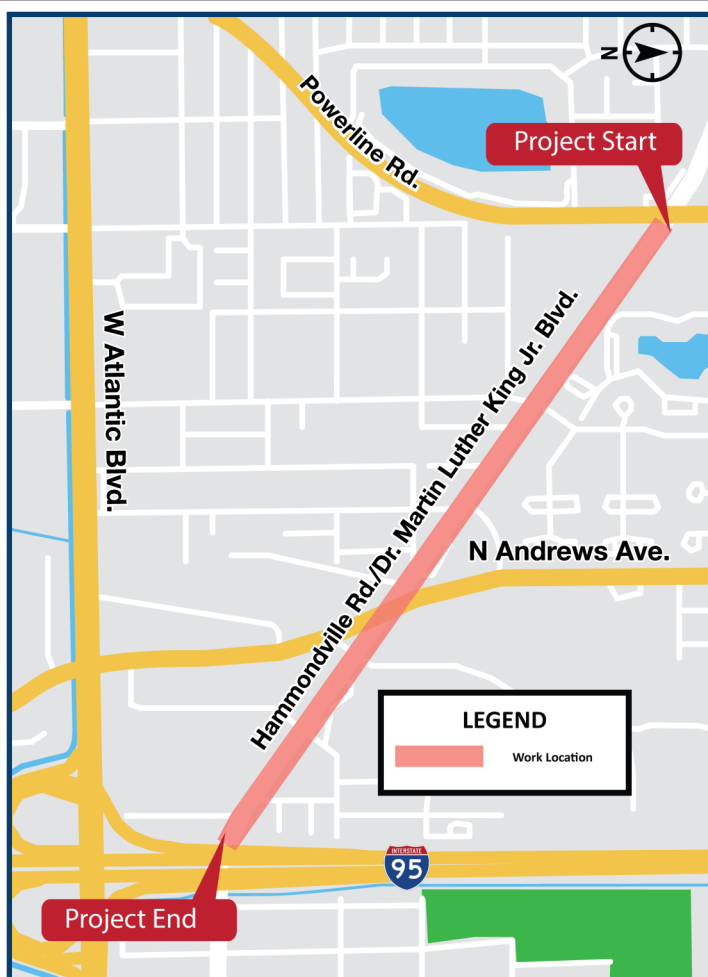 N
Powerline Rd.
Project Start
W Atlantic Blvd.
Hammondville Rd./Dr. Martin Luther King Jr. Blvd.
N Andrews Ave.
LEGEND
Work Location
INTERSTATE
95
Project End